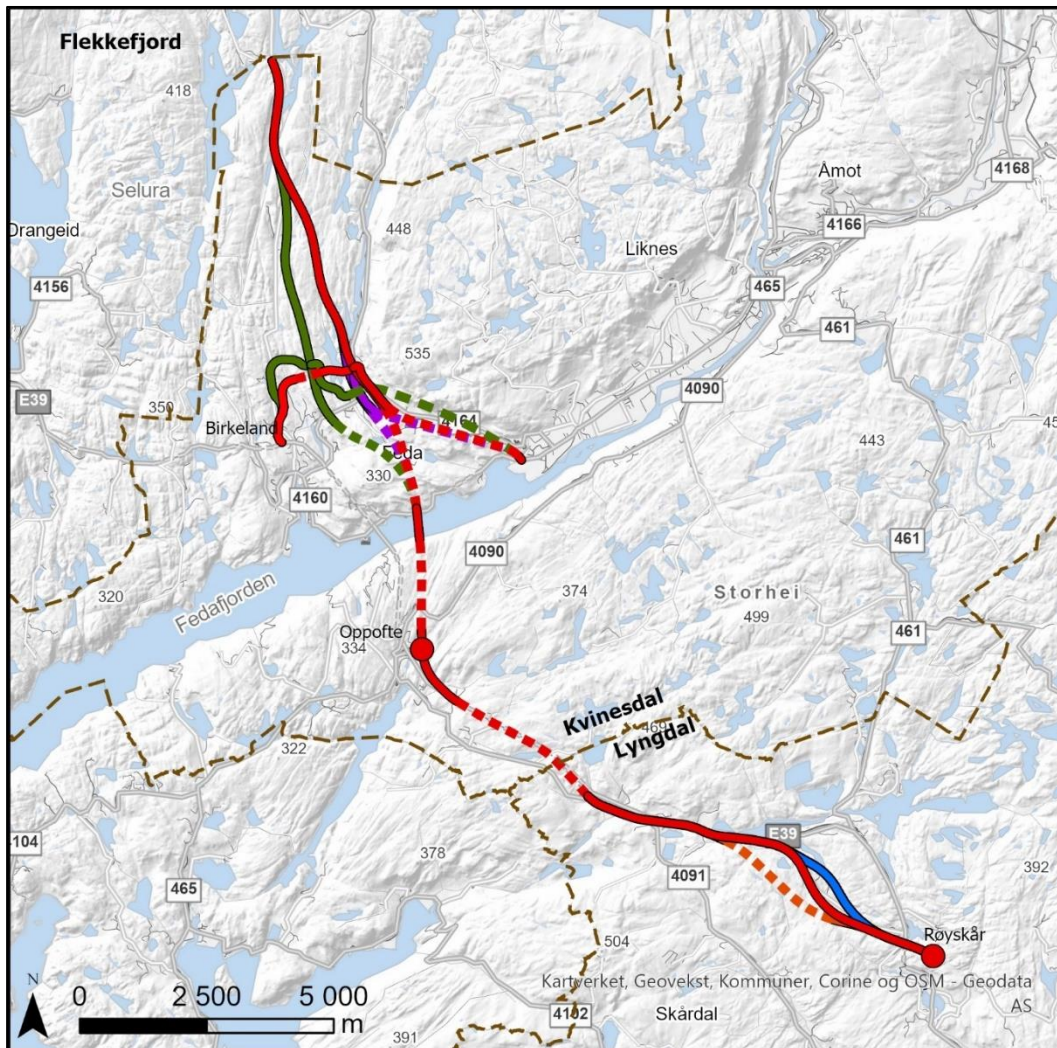 Flekkefjord
418
Selura
Åmot
4168
4166
Drangeid
448
Liknes
465
4156
461
535
E39
350
4090
4164
Birkeland
443
Feda
330
4160
461
4090
Fedafjorden
320
374
Storhei
499
461
Oppofte
334
Kvinesdal
469
Lyngdal
322
E39
104
378
4091
392
465
Røyskår
504
N
0 2 500 5 000
m
Kartverket, Geovekst, Kommuner, Corine og OSM - Geodata
AS
4102
Skårdal
391